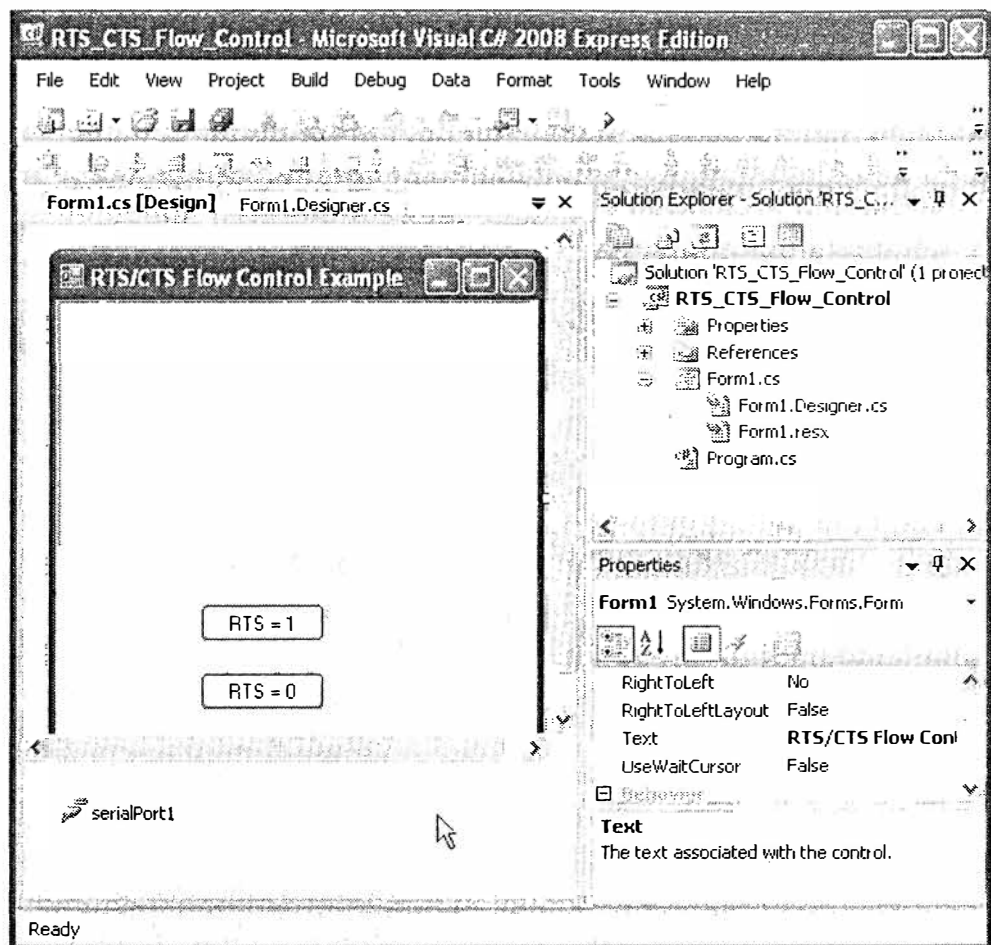 RTS_CTS_Flow_Control - Microsoft Visual C# 2008 Express Edition
File Edit View Project Build Debug Data Format Tools Window Help
Form1.cs [Design] Form1.Designer.cs
RTS/CTS Flow Control Example
RTS = 1
RTS = 0
serialPort1
Solution Explorer - Solution 'RTS_C...
Solution 'RTS_CTS_Flow_Control' (1 project
RTS_CTS_Flow_Control
Properties
References
Form1.cs
Form1.Designer.cs
Form1.resx
Program.cs
Properties
Form1 System.Windows.Forms.Form
RightToLeft No
RightToLeftLayout False
Text RTS/CTS Flow Cont
UseWaitCursor False
Behavior
Text
The text associated with the control.
Ready